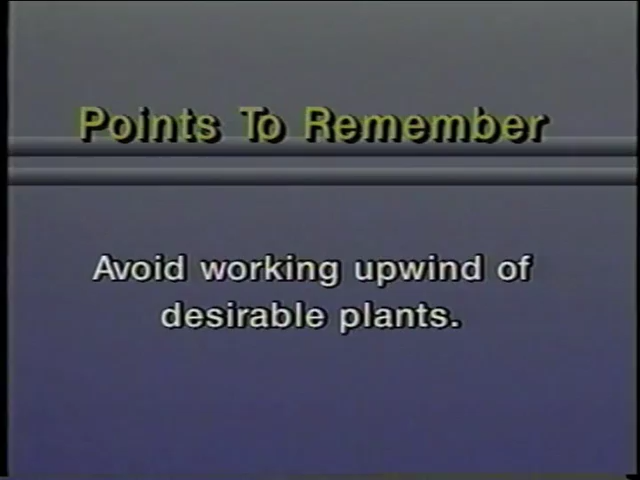 Points To Remember
Avoid working upwind of
desirable plants.